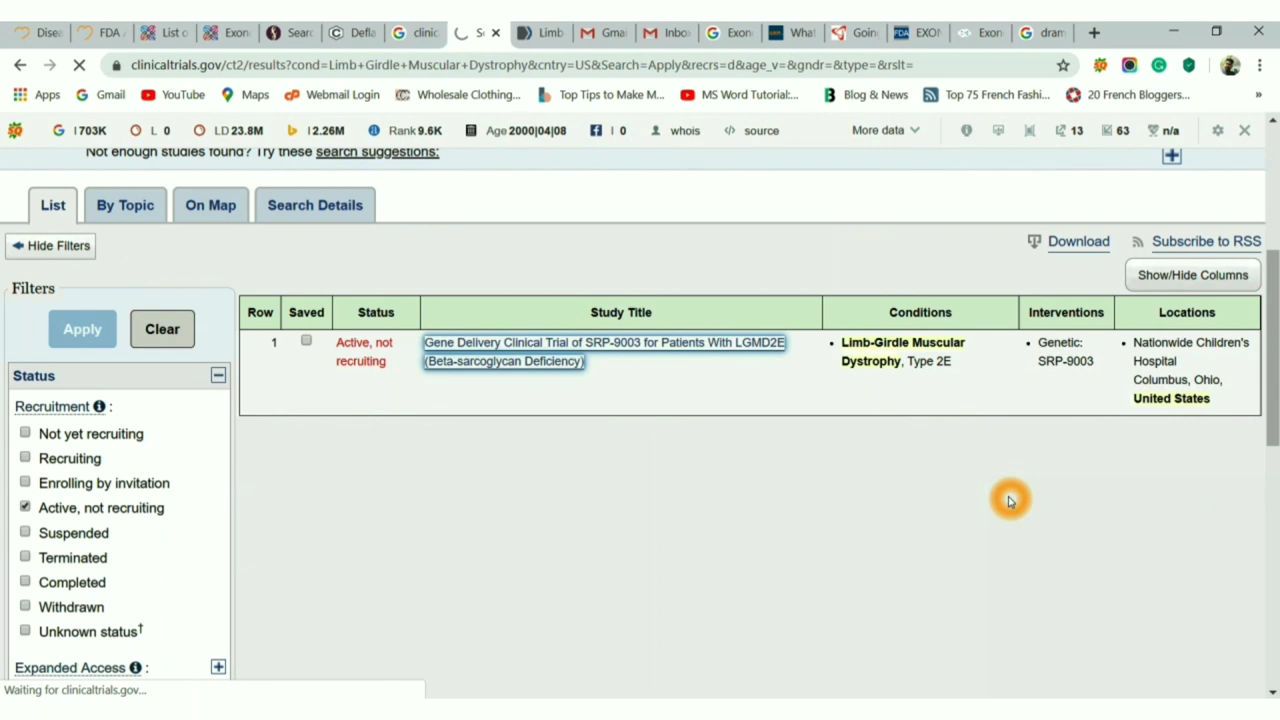 Disea
FDA
List o
Exon
Searc
Defla
clinic
Se
Limb
Gmai
Inbo
Exon
What
Goin
EXON
Exon
dram
clinicaltrials.gov/ct2/results?cond=Limb+Girdle+Muscular+Dystrophy&cntry=US&Search=Apply&recrs=d&age_v=&gndr=&type=&rslt=
Apps Gmail YouTube Maps Webmail Login Wholesale Clothing... Top Tips to Make M... MS Word Tutorial:... Blog & News Top 75 French Fashi... 20 French Bloggers... »
I 703K L 0 LD 23.8M I 2.26M Rank 9.6K Age 2000|04|08 I 0 whois source More data 13 63 n/a
Not enough studies found? Try these search suggestions:
List By Topic On Map Search Details
Hide Filters
Download Subscribe to RSS
Show/Hide Columns
Filters
Apply Clear
Row Saved Status Study Title Conditions Interventions Locations
1 Active, not recruiting Gene Delivery Clinical Trial of SRP-9003 for Patients With LGMD2E (Beta-sarcoglycan Deficiency) • Limb-Girdle Muscular Dystrophy, Type 2E • Genetic: SRP-9003 • Nationwide Children's Hospital Columbus, Ohio, United States
Status
Recruitment :
Not yet recruiting
Recruiting
Enrolling by invitation
Active, not recruiting
Suspended
Terminated
Completed
Withdrawn
Unknown status†
Expanded Access :
Waiting for clinicaltrials.gov...